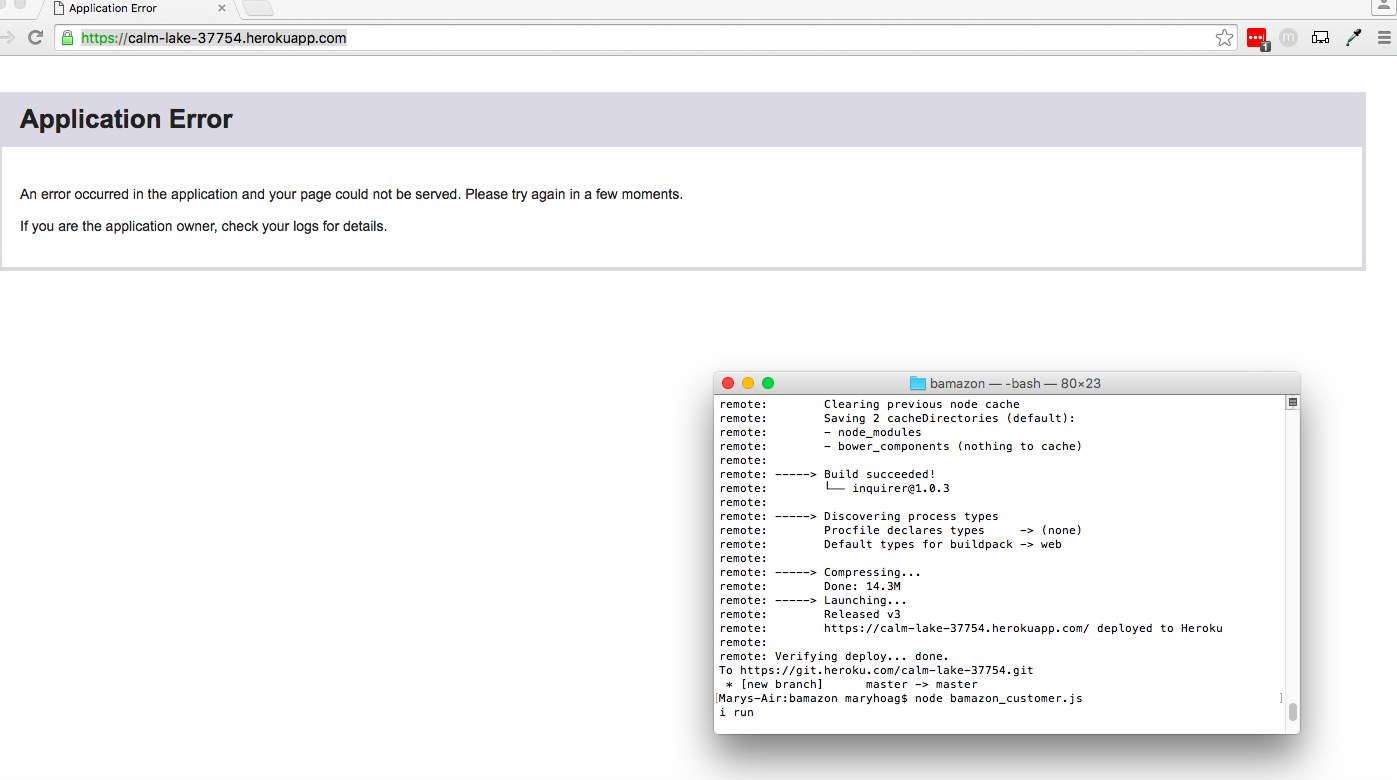 Application Error
https://calm-lake-37754.herokuapp.com
1
m
Application Error
An error occurred in the application and your page could not be served. Please try again in a few moments.
If you are the application owner, check your logs for details.
bamazon — -bash — 80×23
remote:        Clearing previous node cache
remote:        Saving 2 cacheDirectories (default):
remote:        - node_modules
remote:        - bower_components (nothing to cache)
remote:
remote: -----> Build succeeded!
remote:        └── inquirer@1.0.3
remote:
remote: -----> Discovering process types
remote:        Procfile declares types     -> (none)
remote:        Default types for buildpack -> web
remote:
remote: -----> Compressing...
remote:        Done: 14.3M
remote: -----> Launching...
remote:        Released v3
remote:        https://calm-lake-37754.herokuapp.com/ deployed to Heroku
remote:
remote: Verifying deploy... done.
To https://git.heroku.com/calm-lake-37754.git
 * [new branch]      master -> master
[Marys-Air:bamazon maryhoag$ node bamazon_customer.js ]
i run